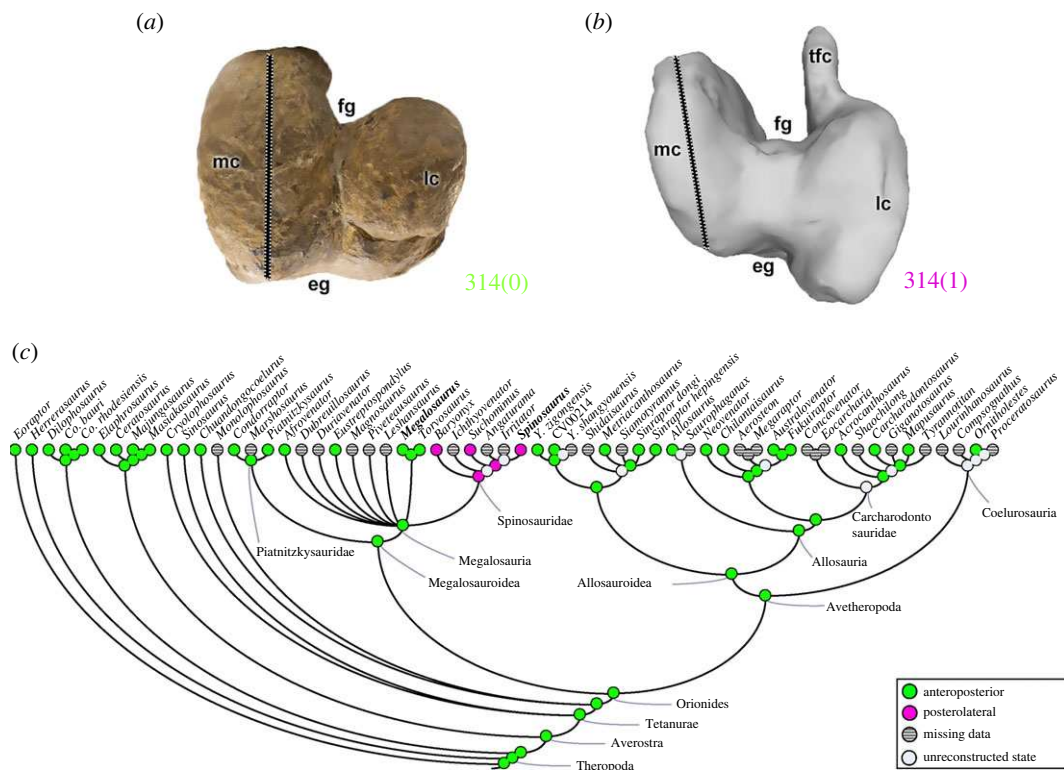 (a)
(b)
mc
fg
lc
eg
314(0)
tfc
mc
fg
lc
eg
314(1)
(c)
Eoraptor
Herrerasaurus
Dilophosaurus
Co. bauri
Co. rhodesiensis
Elaphrosaurus
Ceratosaurus
Majungasaurus
Masiakasaurus
Cryolophosaurus
Sinosaurus
Chuandongocoelurus
Monolophosaurus
Condorraptor
Marshosaurus
Piatnitzkysaurus
Afrovenator
Dubreuillosaurus
Duriavenator
Eustreptospondylus
Magnosaurus
Piveteausaurus
Leshansaurus
Megalosaurus
Torvosaurus
Baryonyx
Ichthyovenator
Suchomimus
Angaturama
Irritator
Spinosaurus
Y. zigongensis
CV00214
Y. shangyouensis
Shidaisaurus
Metriacanthosaurus
Siamotyrannus
Sinraptor dongi
Sinraptor hepingensis
Allosaurus
Saurophaganax
Neovenator
Chilantaisaurus
Aerosteon
Megaraptor
Australovenator
Fukuiraptor
Concavenator
Eocarcharia
Acrocanthosaurus
Shaochilong
Carcharodontosaurus
Giganotosaurus
Mapusaurus
Tyrannotitan
Lourinhanosaurus
Compsognathus
Ornitholestes
Proceratosaurus
Spinosauridae
Piatnitzkysauridae
Megalosauria
Megalosauroidea
Carcharodonto
sauridae
Coelurosauria
Allosauria
Allosauroidea
Avetheropoda
Orionides
Tetanurae
Averostra
Theropoda
anteroposterior
posterolateral
missing data
unreconstructed state